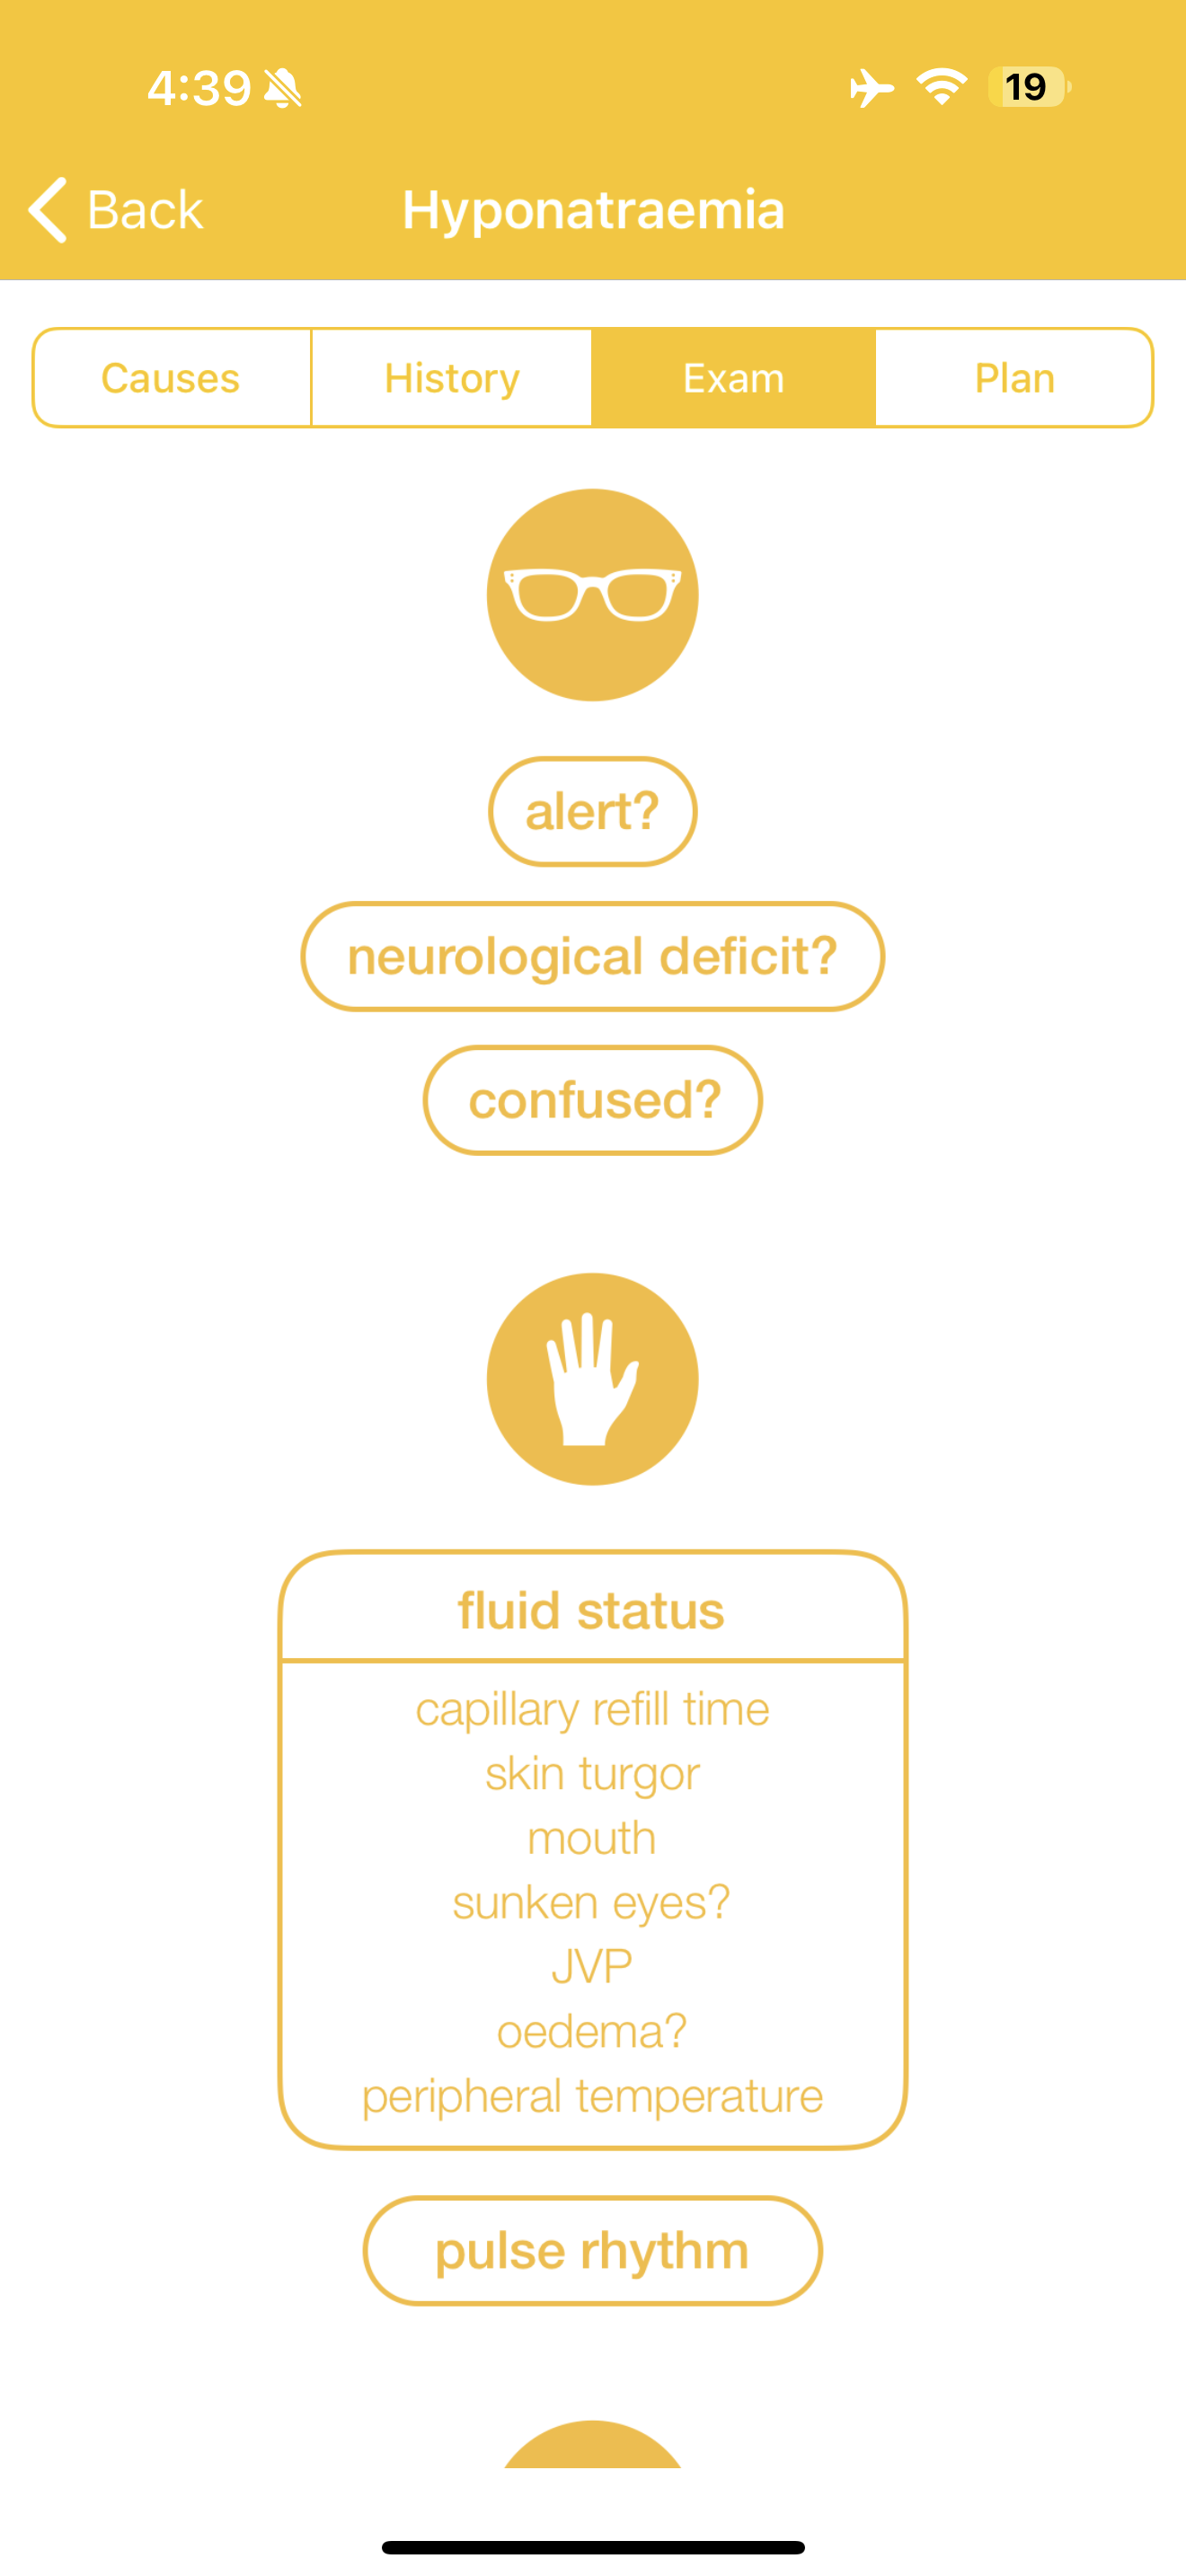 4:39
19
Back
Hyponatraemia
Causes
History
Exam
Plan
alert?
neurological deficit?
confused?
fluid status
capillary refill time
skin turgor
mouth
sunken eyes?
JVP
oedema?
peripheral temperature
pulse rhythm